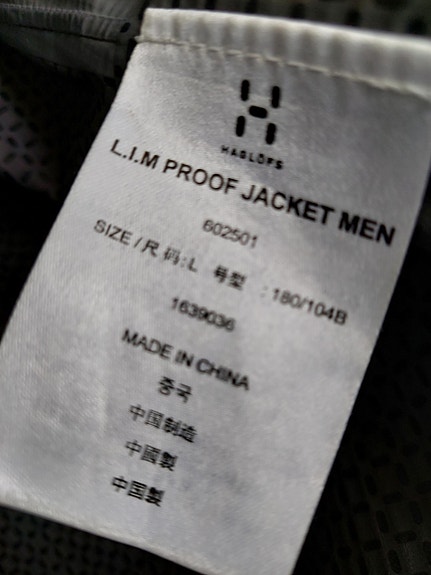 HAGLÖFS
L.I.M PROOF JACKET MEN
602501
SIZE / 尺 码: L 号型 : 180/104B
1639036
MADE IN CHINA
中국
中国制造
中國製
中国製